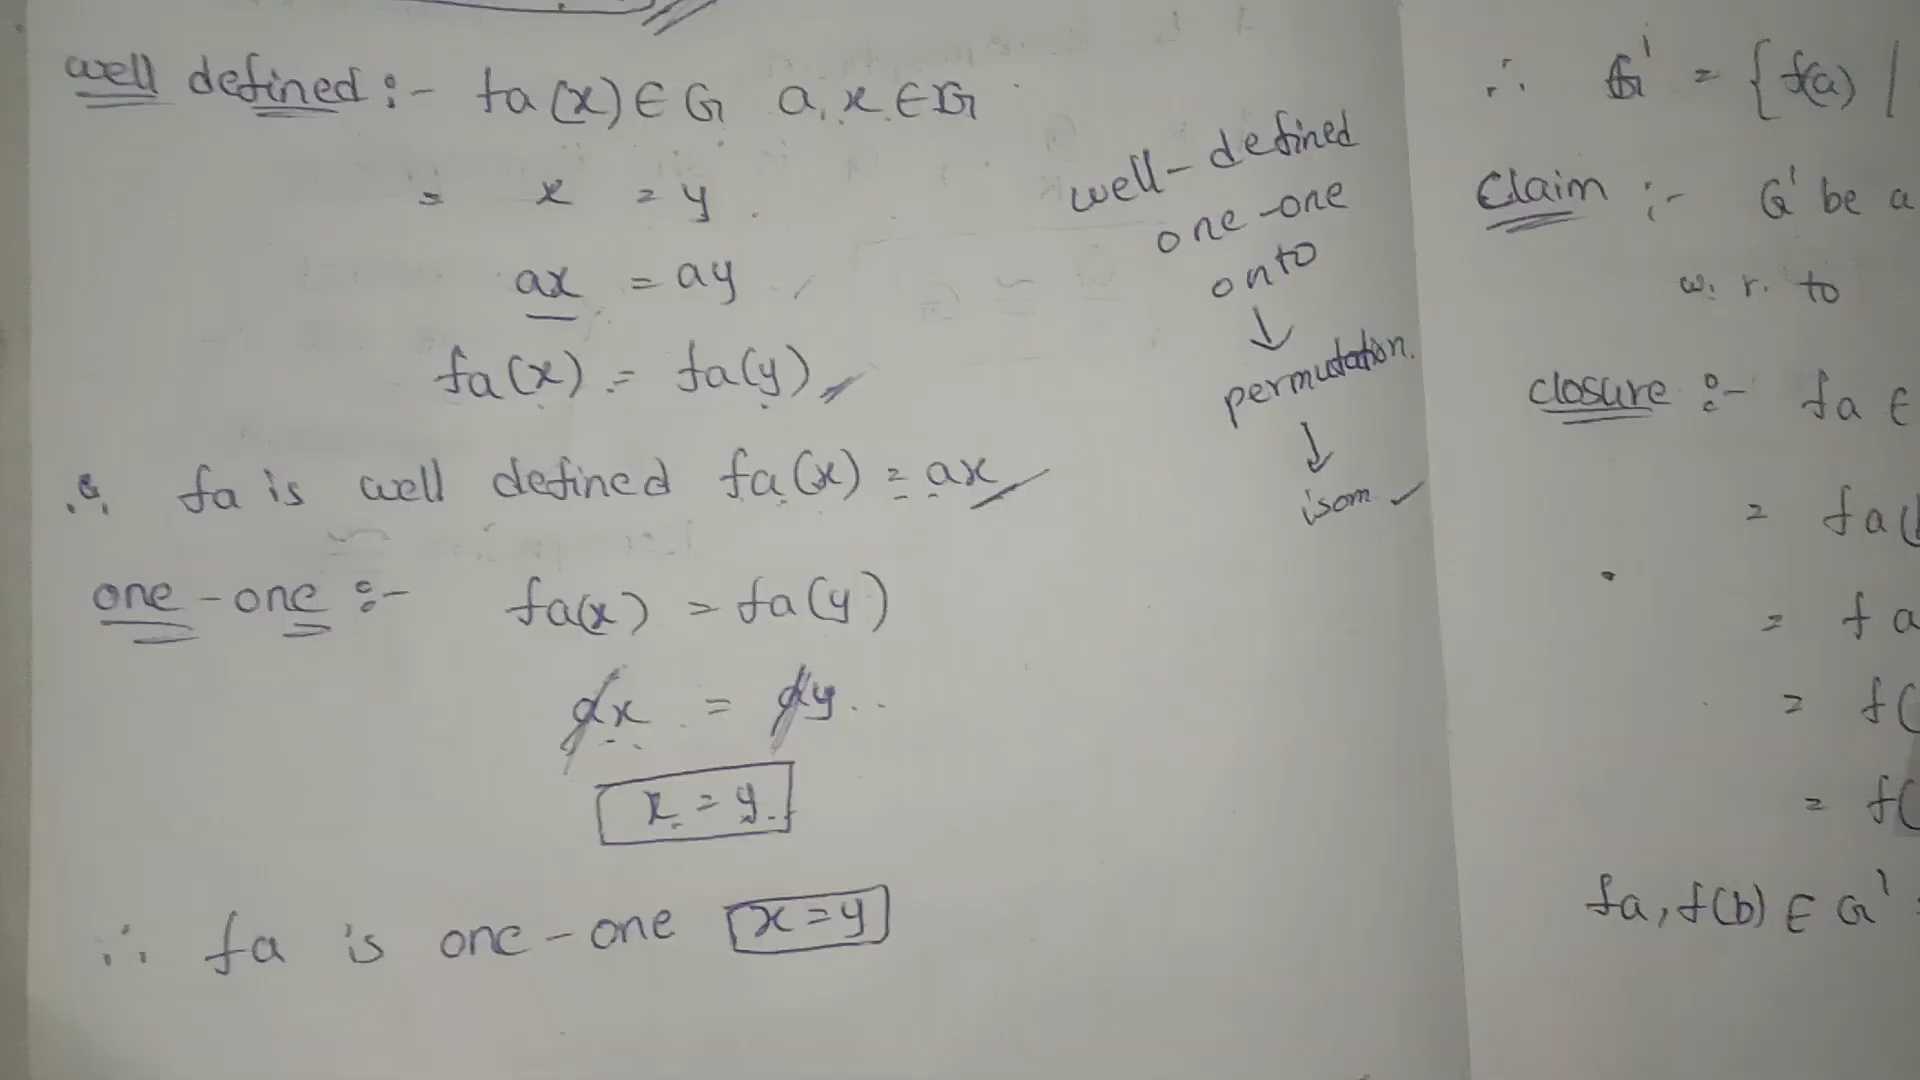 well defined :- fa(x) ∈ G a, x ∈ G
= x = y
ax = ay
fa(x) = fa(y)
∴ fa is well defined fa(x) = ax
one-one :- fa(x) = fa(y)
ax = ay
x = y
∴ fa is one-one x = y
well-defined
one-one
onto
↓
permutation.
↓
isom ✓
∴ G' = {f(a) |
Claim :- G' be a
w. r. to
closure :- fa ∈
= fa(
= fa
= f(
= f(
fa, f(b) ∈ G'